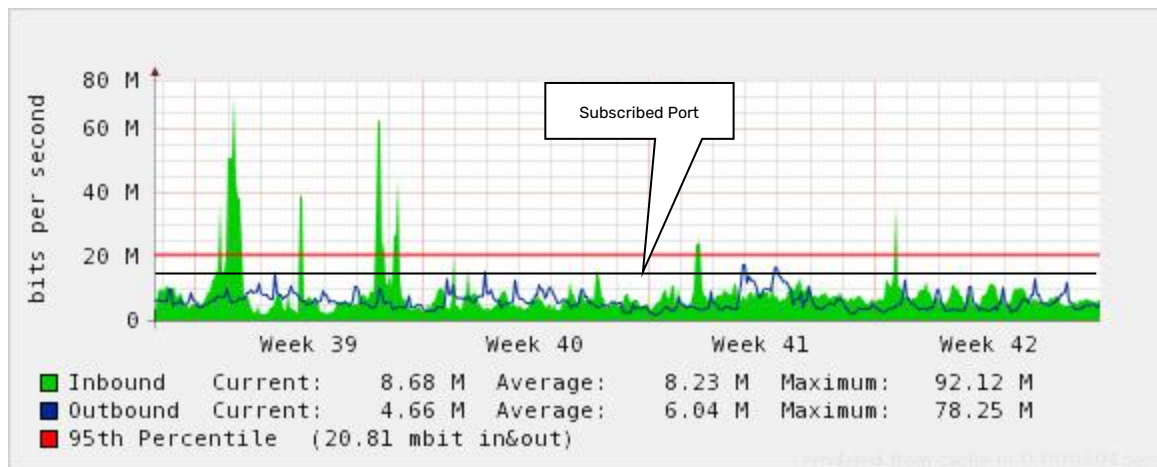 80 M
60 M
40 M
20 M
0
bits per second
Subscribed Port
Week 39 Week 40 Week 41 Week 42
Inbound Current: 8.68 M Average: 8.23 M Maximum: 92.12 M
Outbound Current: 4.66 M Average: 6.04 M Maximum: 78.25 M
95th Percentile (20.81 mbit in&out)